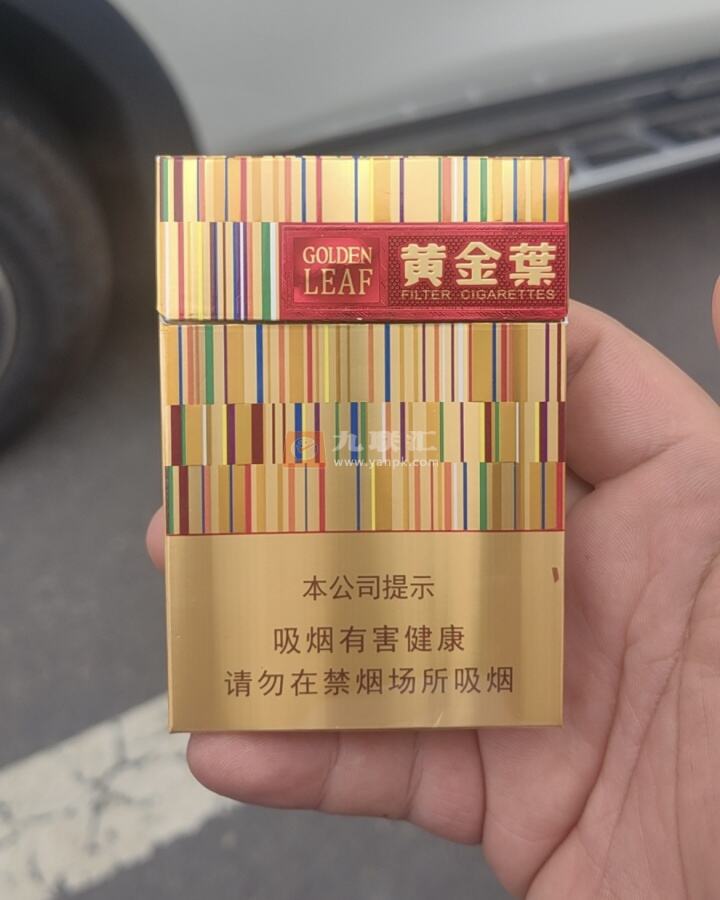 GOLDEN
LEAF
黄金葉
FILTER CIGARETTES
九联汇
www.yanpk.com
本公司提示
吸烟有害健康
请勿在禁烟场所吸烟